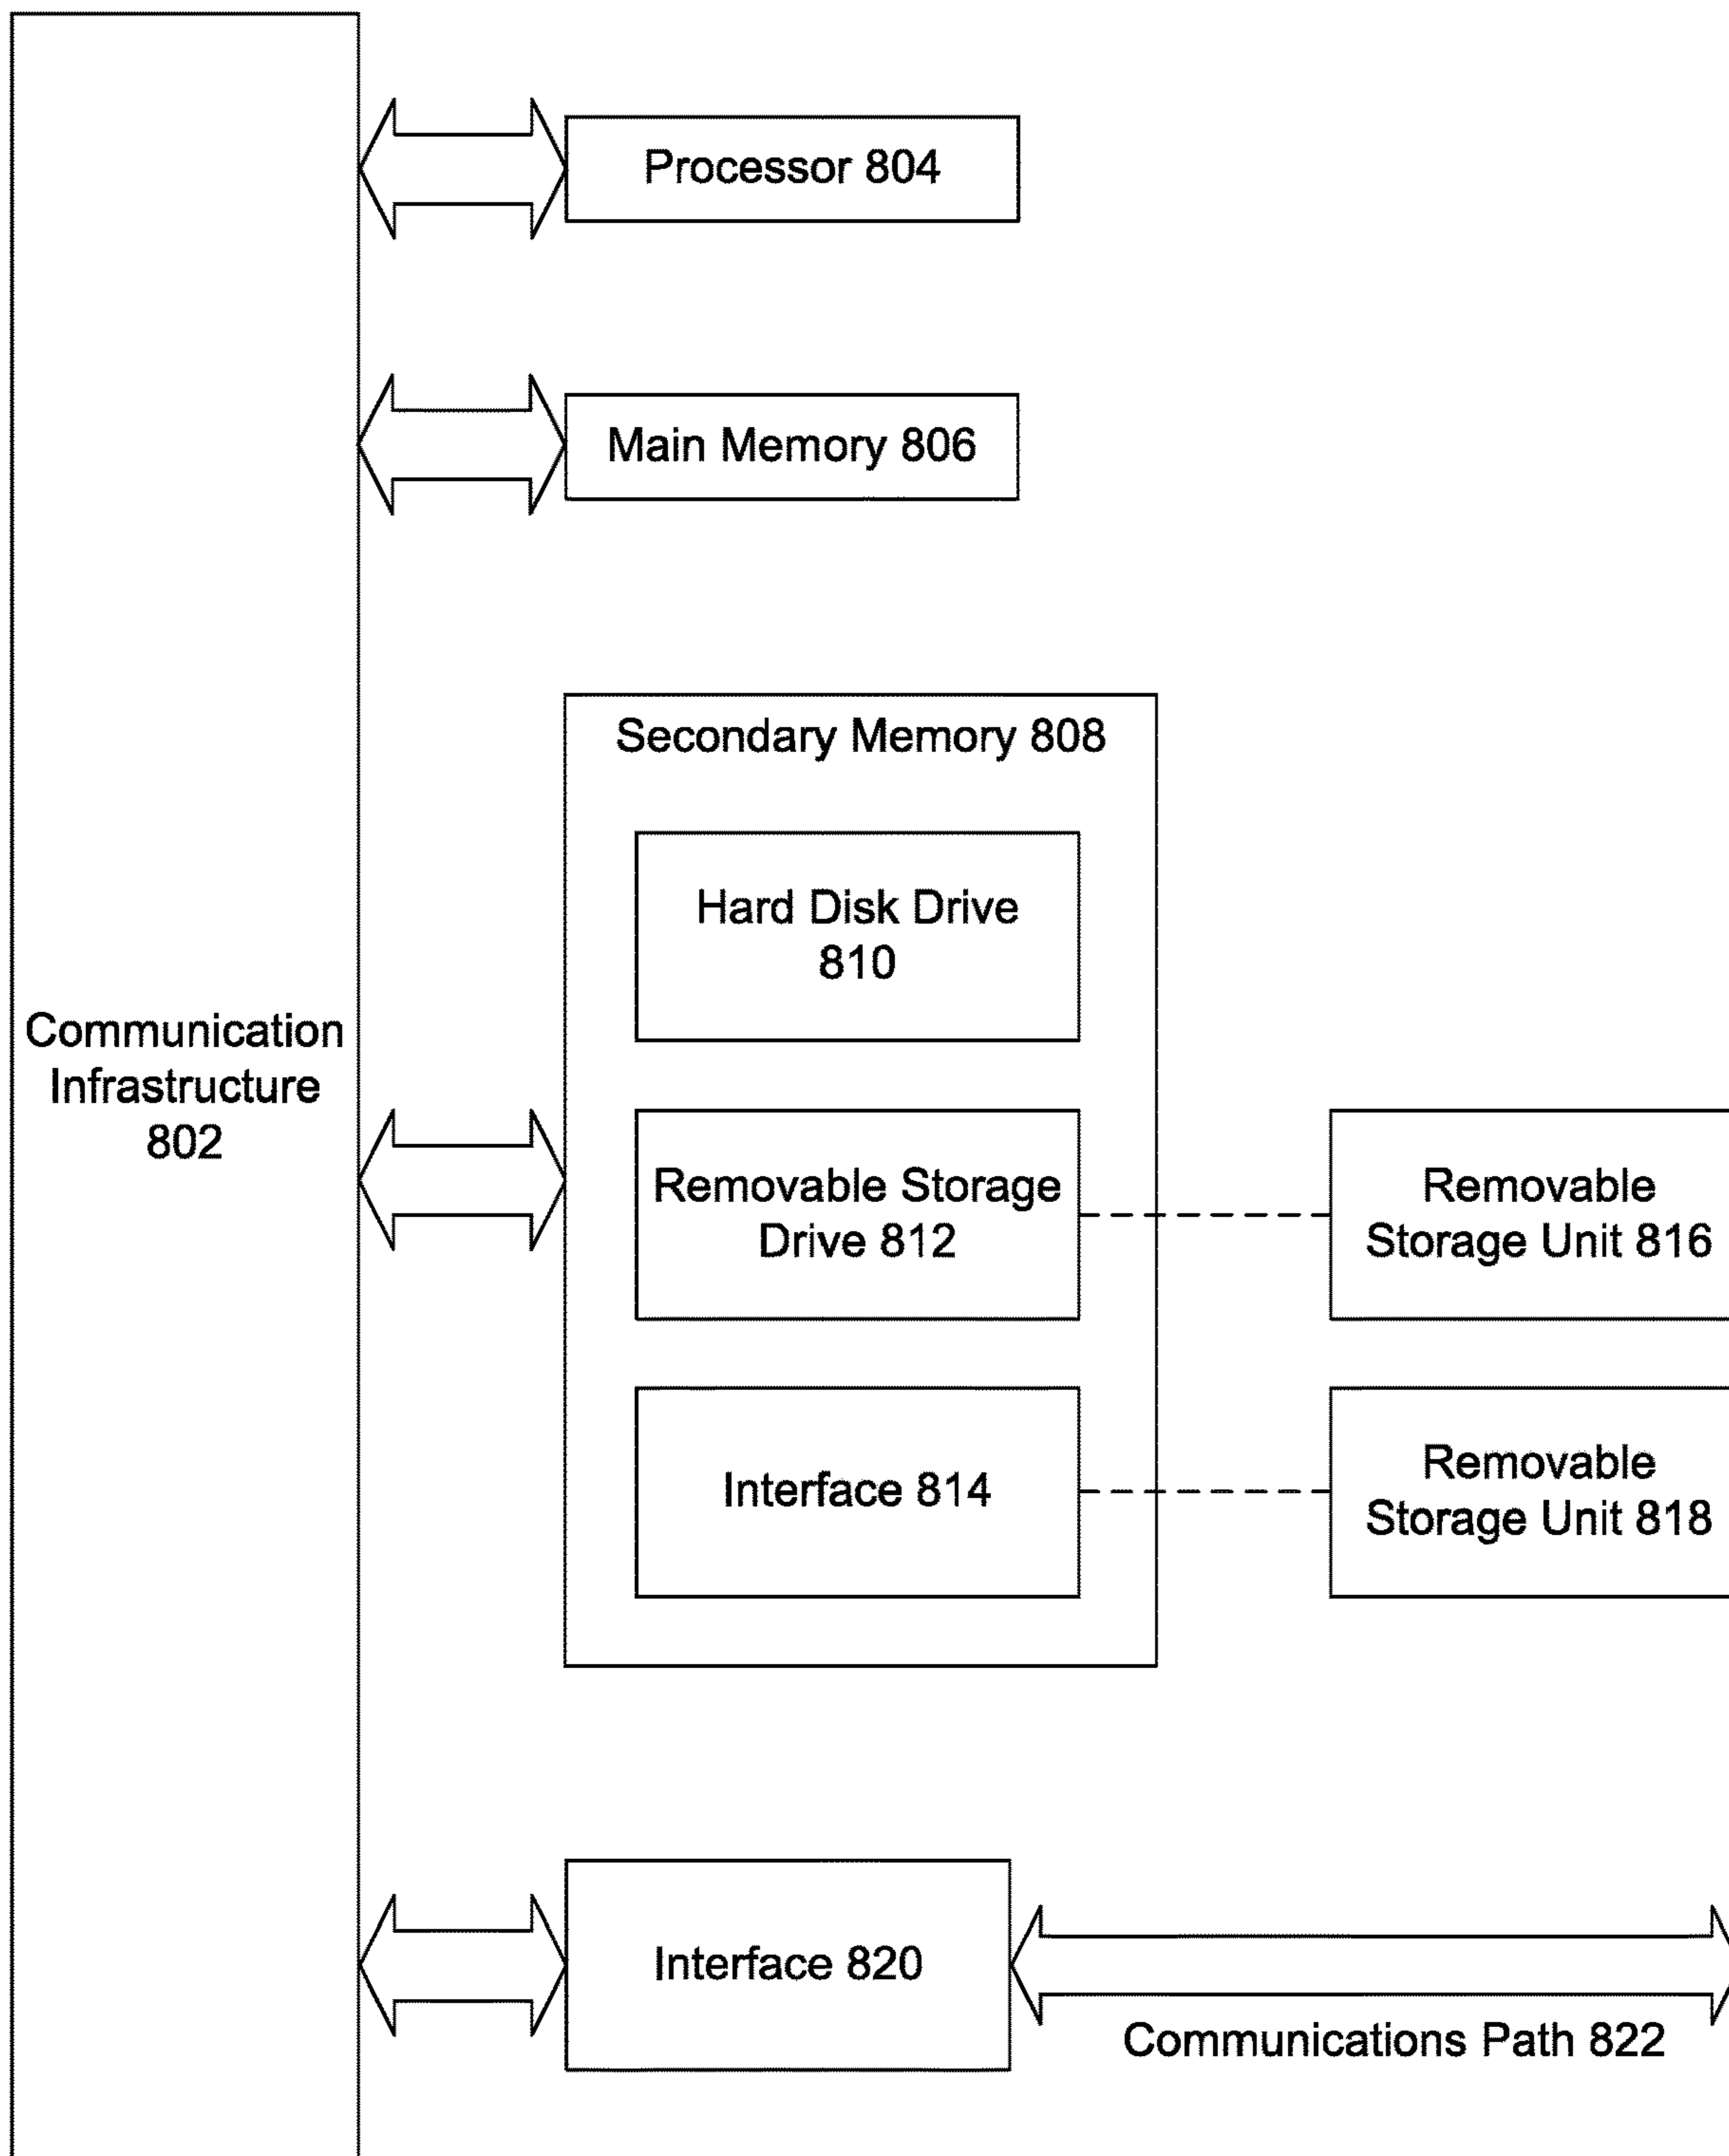 Processor 804
Main Memory 806
Secondary Memory 808
Hard Disk Drive
810
Communication
Infrastructure
802
Removable Storage
Drive 812
Removable
Storage Unit 816
Interface 814
Removable
Storage Unit 818
Interface 820
Communications Path 822